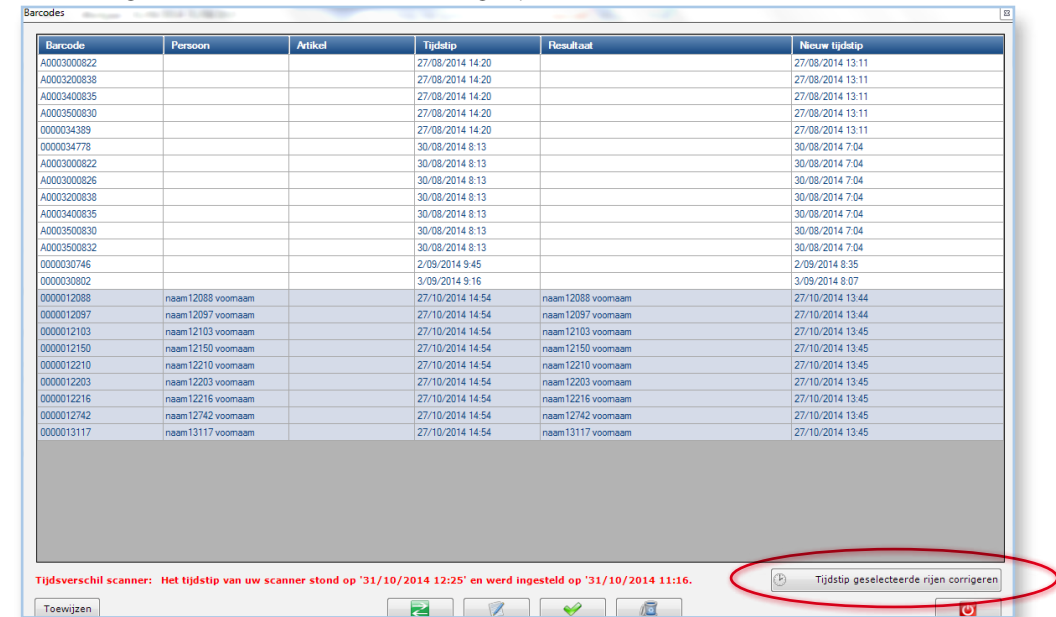 Barcodes
Barcode Persoon Artikel Tijdstip Resultaat Nieuw tijdstip
A0003000822 27/08/2014 14:20 27/08/2014 13:11
A0003200838 27/08/2014 14:20 27/08/2014 13:11
A0003400835 27/08/2014 14:20 27/08/2014 13:11
A0003500830 27/08/2014 14:20 27/08/2014 13:11
0000034389 27/08/2014 14:20 27/08/2014 13:11
0000034778 30/08/2014 8:13 30/08/2014 7:04
A0003000822 30/08/2014 8:13 30/08/2014 7:04
A0003000826 30/08/2014 8:13 30/08/2014 7:04
A0003200838 30/08/2014 8:13 30/08/2014 7:04
A0003400835 30/08/2014 8:13 30/08/2014 7:04
A0003500830 30/08/2014 8:13 30/08/2014 7:04
A0003500832 30/08/2014 8:13 30/08/2014 7:04
0000030746 2/09/2014 9:45 2/09/2014 8:35
0000030802 3/09/2014 9:16 3/09/2014 8:07
0000012088 naam12088 voornaam 27/10/2014 14:54 naam12088 voornaam 27/10/2014 13:44
0000012097 naam12097 voornaam 27/10/2014 14:54 naam12097 voornaam 27/10/2014 13:44
0000012103 naam12103 voornaam 27/10/2014 14:54 naam12103 voornaam 27/10/2014 13:45
0000012150 naam12150 voornaam 27/10/2014 14:54 naam12150 voornaam 27/10/2014 13:45
0000012210 naam12210 voornaam 27/10/2014 14:54 naam12210 voornaam 27/10/2014 13:45
0000012203 naam12203 voornaam 27/10/2014 14:54 naam12203 voornaam 27/10/2014 13:45
0000012216 naam12216 voornaam 27/10/2014 14:54 naam12216 voornaam 27/10/2014 13:45
0000012742 naam12742 voornaam 27/10/2014 14:54 naam12742 voornaam 27/10/2014 13:45
0000013117 naam13117 voornaam 27/10/2014 14:54 naam13117 voornaam 27/10/2014 13:45
Tijdsverschil scanner: Het tijdstip van uw scanner stond op '31/10/2014 12:25' en werd ingesteld op '31/10/2014 11:16.
Tijdstip geselecteerde rijen corrigeren
Toewijzen